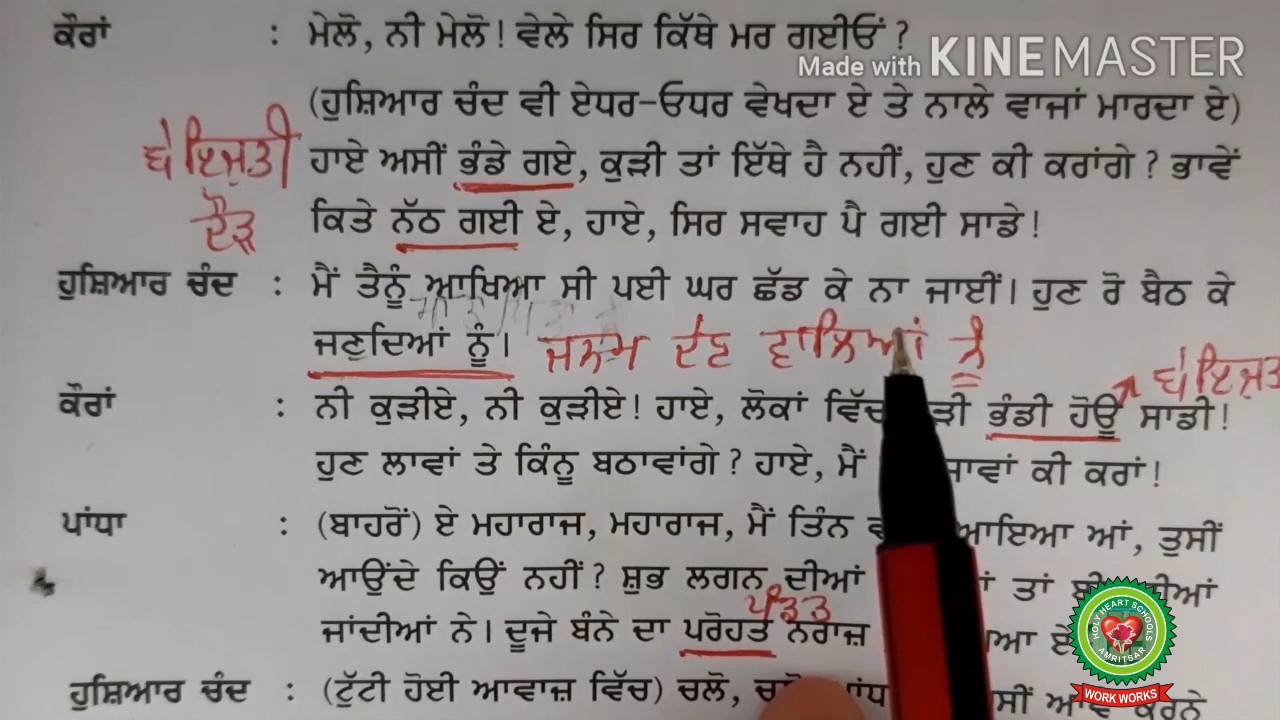 ਕੌਰਾਂ : ਮੇਲੋ, ਨੀ ਮੇਲੋ! ਵੇਲੇ ਸਿਰ ਕਿੱਥੇ ਮਰ ਗਈਓਂ ?
Made with KINEMASTER
(ਹੁਸ਼ਿਆਰ ਚੰਦ ਵੀ ਏਧਰ-ਓਧਰ ਵੇਖਦਾ ਏ ਤੇ ਨਾਲੇ ਵਾਜਾਂ ਮਾਰਦਾ ਏ)
ਬੇਇਜ਼ਤੀ
ਹਾਏ ਅਸੀਂ ਭੰਡੇ ਗਏ, ਕੁੜੀ ਤਾਂ ਇੱਥੇ ਹੈ ਨਹੀਂ, ਹੁਣ ਕੀ ਕਰਾਂਗੇ ? ਭਾਵੇਂ
ਦੌੜ
ਕਿਤੇ ਨੱਠ ਗਈ ਏ, ਹਾਏ, ਸਿਰ ਸਵਾਹ ਪੈ ਗਈ ਸਾਡੇ!
ਹੁਸ਼ਿਆਰ ਚੰਦ : ਮੈਂ ਤੈਨੂੰ ਆਖਿਆ ਸੀ ਪਈ ਘਰ ਛੱਡ ਕੇ ਨਾ ਜਾਈਂ। ਹੁਣ ਰੋ ਬੈਠ ਕੇ
ਜਣਦਿਆਂ ਨੂੰ। ਜਨਮ ਦੇਣ ਵਾਲਿਆਂ ਨੂੰ
ਬੇਇਜ਼ਤ
ਕੌਰਾਂ : ਨੀ ਕੁੜੀਏ, ਨੀ ਕੁੜੀਏ! ਹਾਏ, ਲੋਕਾਂ ਵਿੱਚ ਭੰਡੀ ਹੋਊ ਸਾਡੀ!
ਹੁਣ ਲਾਵਾਂ ਤੇ ਕਿੰਨੂ ਬਠਾਵਾਂਗੇ ? ਹਾਏ, ਮੈਂ ਜਾਵਾਂ ਕੀ ਕਰਾਂ!
ਪਾਂਧਾ : (ਬਾਹਰੋਂ) ਏ ਮਹਾਰਾਜ, ਮਹਾਰਾਜ, ਮੈਂ ਤਿੰਨ ਆਇਆ ਆਂ, ਤੁਸੀਂ
ਆਉਂਦੇ ਕਿਉਂ ਨਹੀਂ ? ਸ਼ੁਭ ਲਗਨ ਦੀਆਂ ਤਾਂ
ਪੰਡਤ
ਜਾਂਦੀਆਂ ਨੇ। ਦੂਜੇ ਬੰਨੇ ਦਾ ਪਰੋਹਤ ਨਰਾਜ਼
ਹੁਸ਼ਿਆਰ ਚੰਦ : (ਟੁੱਟੀ ਹੋਈ ਆਵਾਜ਼ ਵਿੱਚ) ਚਲੋ,
HOLY HEART SCHOOLS
AMRITSAR
WORK WORKS